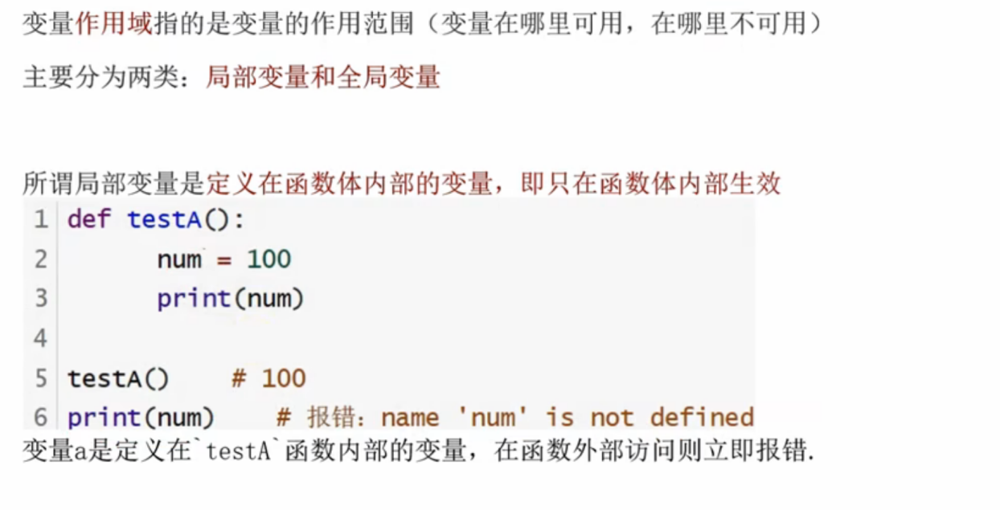 变量作用域指的是变量的作用范围（变量在哪里可用，在哪里不可用）
主要分为两类：局部变量和全局变量
所谓局部变量是定义在函数体内部的变量，即只在函数体内部生效
1 def testA():
2       num = 100
3       print(num)
4
5 testA()    # 100
6 print(num)    # 报错：name 'num' is not defined
变量a是定义在`testA`函数内部的变量，在函数外部访问则立即报错.